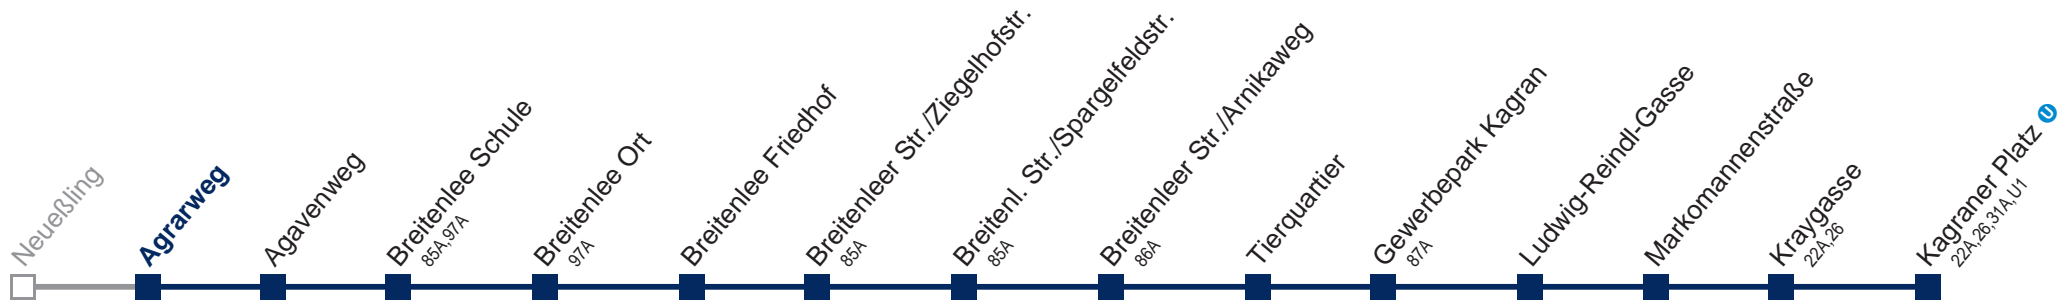 Neueßling
Agrarweg
Agavenweg
Breitenlee Schule
85A,97A
Breitenlee Ort
97A
Breitenlee Friedhof
Breitenleer Str./Ziegelhofstr.
85A
Breitenl. Str./Spargelfeldstr.
85A
Breitenleer Str./Arnikaweg
86A
Tierquartier
Gewerbepark Kagran
87A
Ludwig-Reindl-Gasse
Markomannenstraße
Kraygasse
22A,26
Kagraner Platz U
22A,26,31A,U1